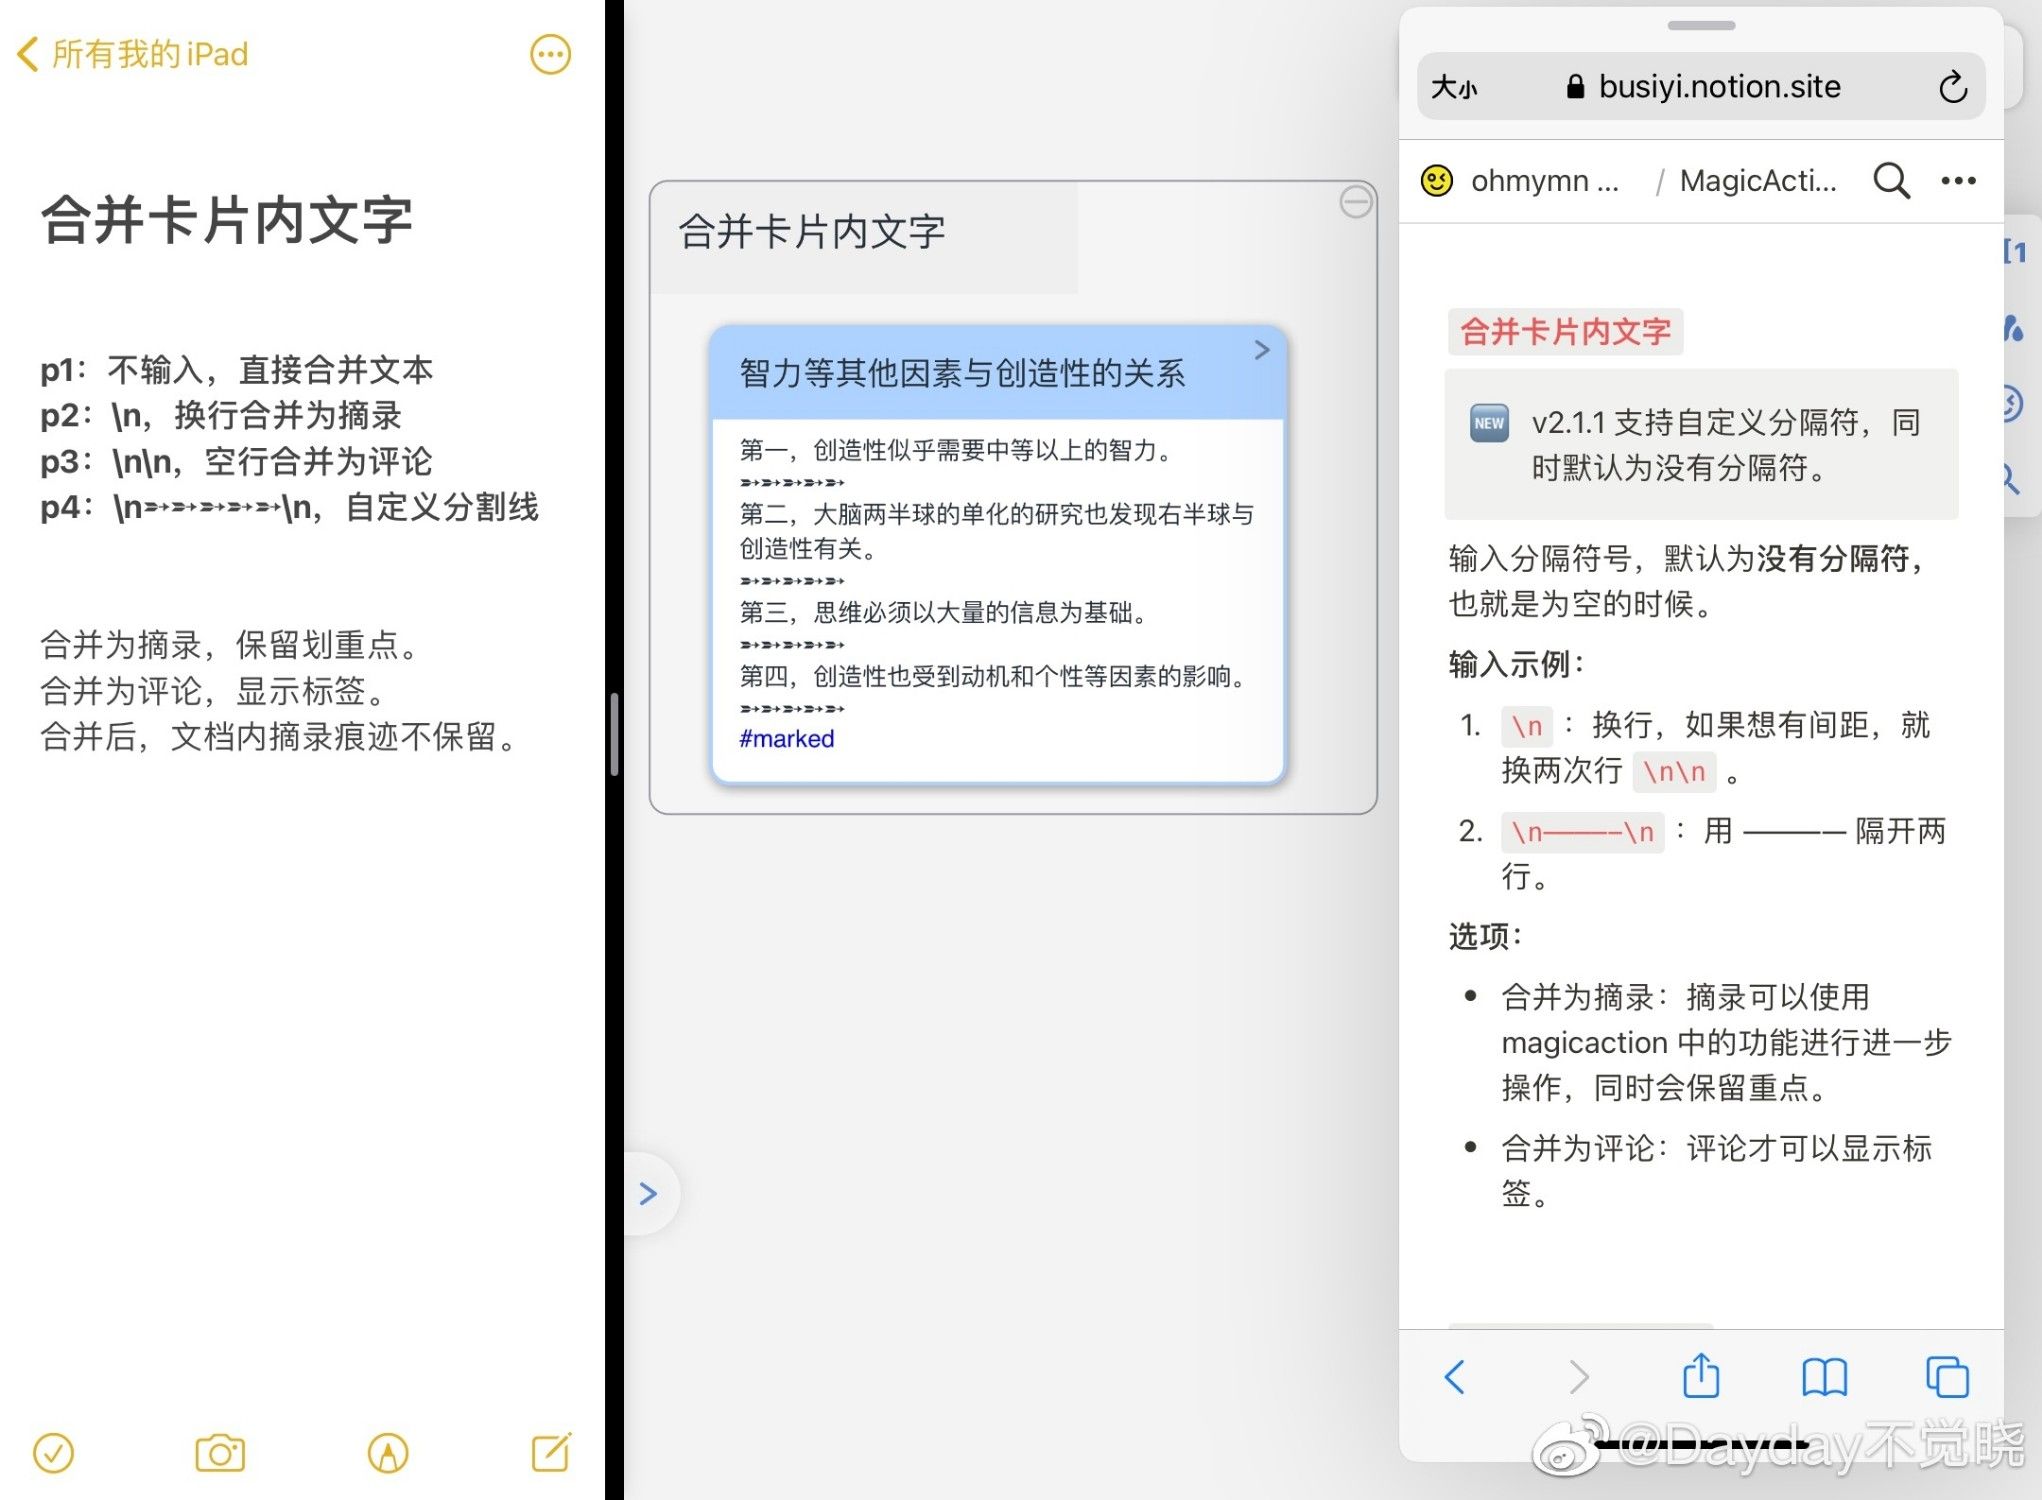 所有我的iPad
合并卡片内文字
p1：不输入，直接合并文本
p2：\n，换行合并为摘录
p3：\n\n，空行合并为评论
p4：\n➵➵➵➵➵\n，自定义分割线
合并为摘录，保留划重点。
合并为评论，显示标签。
合并后，文档内摘录痕迹不保留。
合并卡片内文字
智力等其他因素与创造性的关系
第一，创造性似乎需要中等以上的智力。
➵➵➵➵➵
第二，大脑两半球的单化的研究也发现右半球与
创造性有关。
➵➵➵➵➵
第三，思维必须以大量的信息为基础。
➵➵➵➵➵
第四，创造性也受到动机和个性等因素的影响。
➵➵➵➵➵
#marked
大小 busiyi.notion.site
ohmymn ... / MagicActi...
合并卡片内文字
NEW v2.1.1 支持自定义分隔符，同
时默认为没有分隔符。
输入分隔符号，默认为没有分隔符，
也就是为空的时候。
输入示例：
1. \n ：换行，如果想有间距，就
换两次行 \n\n 。
2. \n————\n ：用 ———— 隔开两
行。
选项：
• 合并为摘录：摘录可以使用
magicaction 中的功能进行进一步
操作，同时会保留重点。
• 合并为评论：评论才可以显示标
签。
@Dayday不觉晓